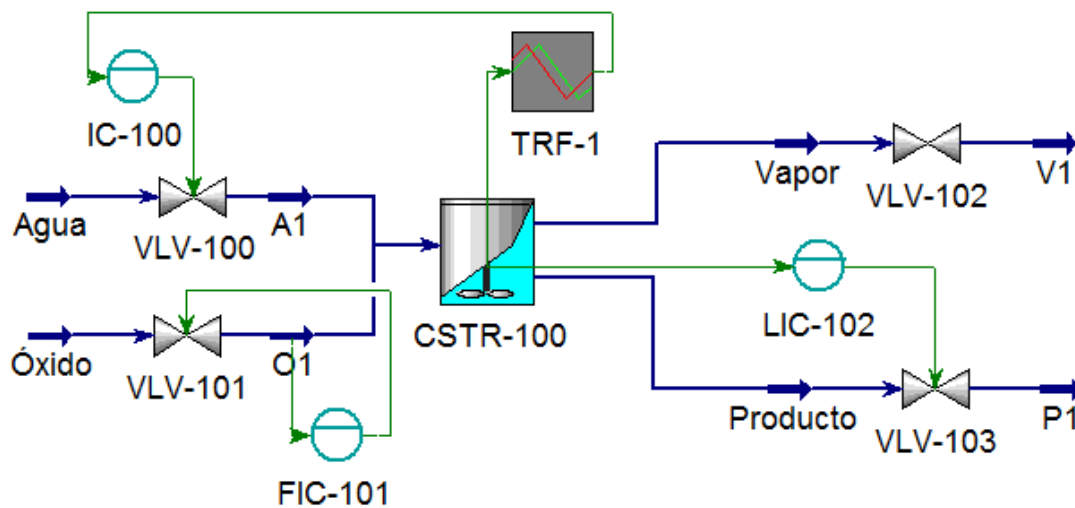 IC-100
TRF-1
Vapor
VLV-102
V1
Agua
VLV-100
A1
CSTR-100
LIC-102
Óxido
VLV-101
O1
Producto
VLV-103
P1
FIC-101